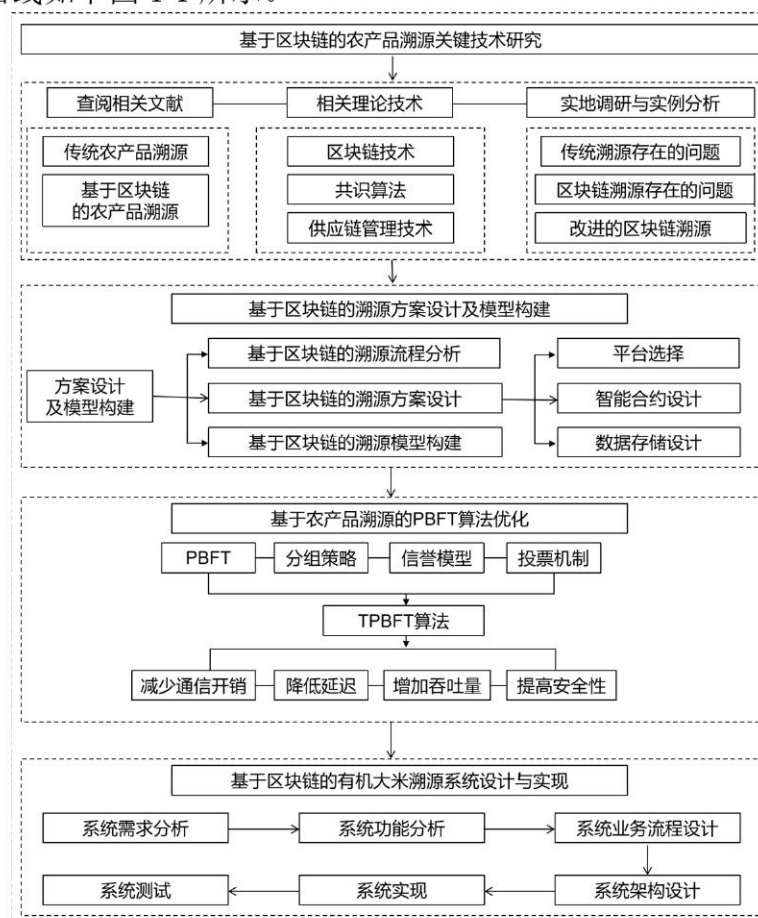 基于区块链的农产品溯源关键技术研究
查阅相关文献
相关理论技术
实地调研与实例分析
传统农产品溯源
基于区块链
的农产品溯源
区块链技术
共识算法
供应链管理技术
传统溯源存在的问题
区块链溯源存在的问题
改进的区块链溯源
基于区块链的溯源方案设计及模型构建
方案设计
及模型构建
基于区块链的溯源流程分析
基于区块链的溯源方案设计
基于区块链的溯源模型构建
平台选择
智能合约设计
数据存储设计
基于农产品溯源的PBFT算法优化
PBFT
分组策略
信誉模型
投票机制
TPBFT算法
减少通信开销
降低延迟
增加吞吐量
提高安全性
基于区块链的有机大米溯源系统设计与实现
系统需求分析
系统功能分析
系统业务流程设计
系统测试
系统实现
系统架构设计